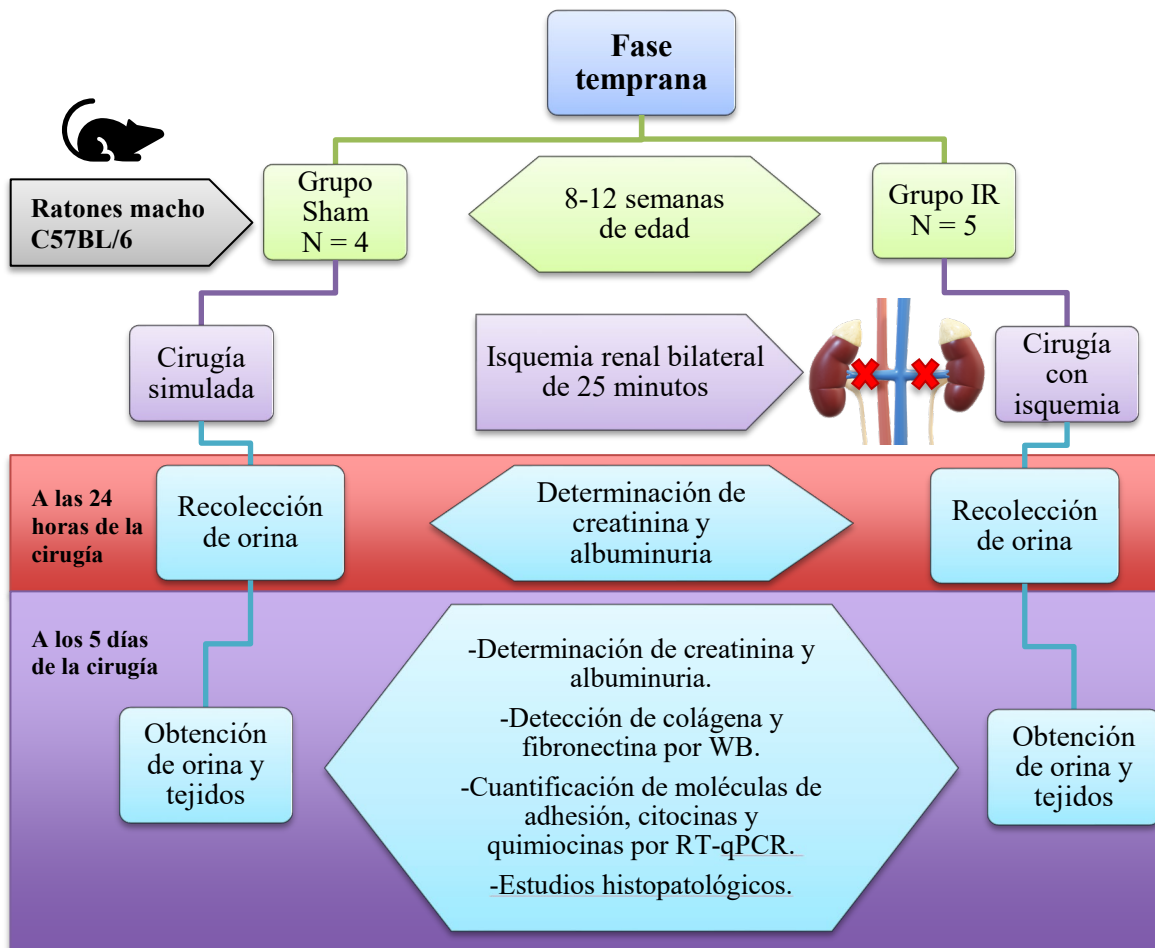 Fase
temprana
Ratones macho
C57BL/6
Grupo
Sham
N = 4
8-12 semanas
de edad
Grupo IR
N = 5
Cirugía
simulada
Isquemia renal bilateral
de 25 minutos
Cirugía
con
isquemia
A las 24
horas de la
cirugía
Recolección
de orina
Determinación de
creatinina y
albuminuria
Recolección
de orina
A los 5 días
de la cirugía
Obtención
de orina y
tejidos
-Determinación de creatinina y
albuminuria.
-Detección de colágena y
fibronectina por WB.
-Cuantificación de moléculas de
adhesión, citocinas y
quimiocinas por RT-qPCR.
-Estudios histopatológicos.
Obtención
de orina y
tejidos